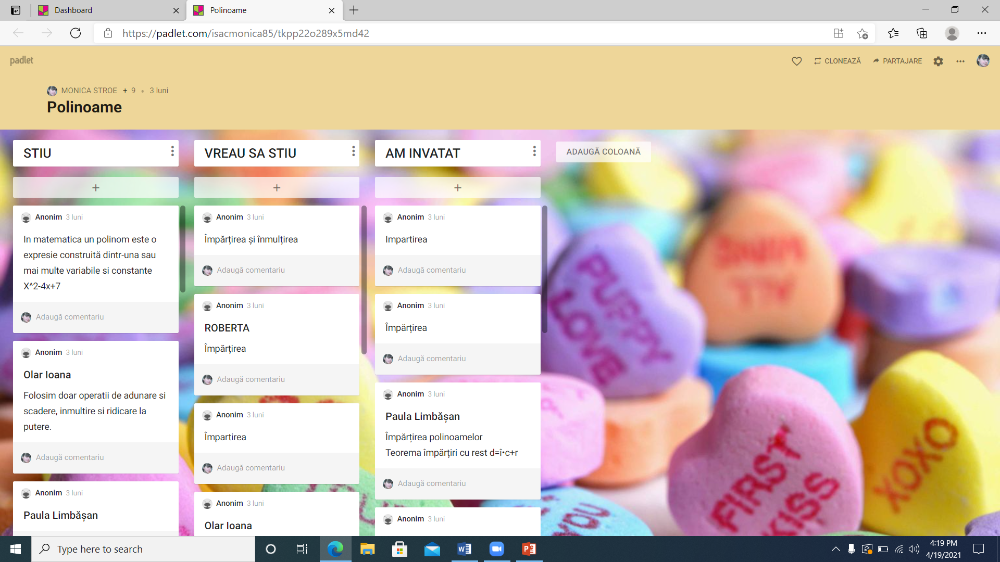 Dashboard
Polinoame
https://padlet.com/isacmonica85/tkpp22o289x5md42
padlet
CLONEAZĂ
PARTAJARE
MONICA STROE + 9 • 3 luni
Polinoame
STIU
+
Anonim 3 luni
In matematica un polinom este o
expresie construită dintr-una sau
mai multe variabile si constante
X^2-4x+7
Adaugă comentariu
Anonim 3 luni
Olar Ioana
Folosim doar operatii de adunare si
scadere, inmultire si ridicare la
putere.
Adaugă comentariu
Anonim 3 luni
Paula Limbășan
VREAU SA STIU
+
Anonim 3 luni
Împărțirea și înmulțirea
Adaugă comentariu
Anonim 3 luni
ROBERTA
Împărțirea
Adaugă comentariu
Anonim 3 luni
Împartirea
Adaugă comentariu
Anonim 3 luni
Olar Ioana
AM INVATAT
+
Anonim 3 luni
Impartirea
Adaugă comentariu
Anonim 3 luni
Împărțirea
Adaugă comentariu
Anonim 3 luni
Paula Limbășan
Împărțirea polinoamelor
Teorema împărțiri cu rest d=î•c+r
Adaugă comentariu
Anonim 3 luni
ADAUGĂ COLOANĂ
PUPPY
LOVE
SWIM
FIRST
KISS
XOXO
YOU
Type here to search
4:19 PM
4/19/2021